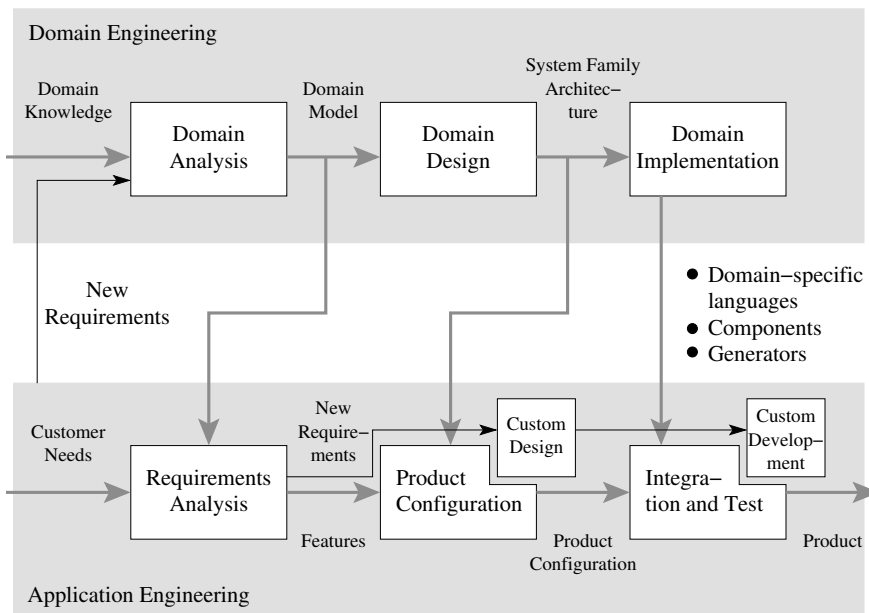 Domain Engineering
Domain
Knowledge
Domain
Analysis
Domain
Model
Domain
Design
System Family
Architec−
ture
Domain
Implementation
New
Requirements
● Domain−specific
languages
● Components
● Generators
Customer
Needs
Requirements
Analysis
New
Require−
ments
Features
Product
Configuration
Custom
Design
Product
Configuration
Integra−
tion and Test
Custom
Develop−
ment
Product
Application Engineering